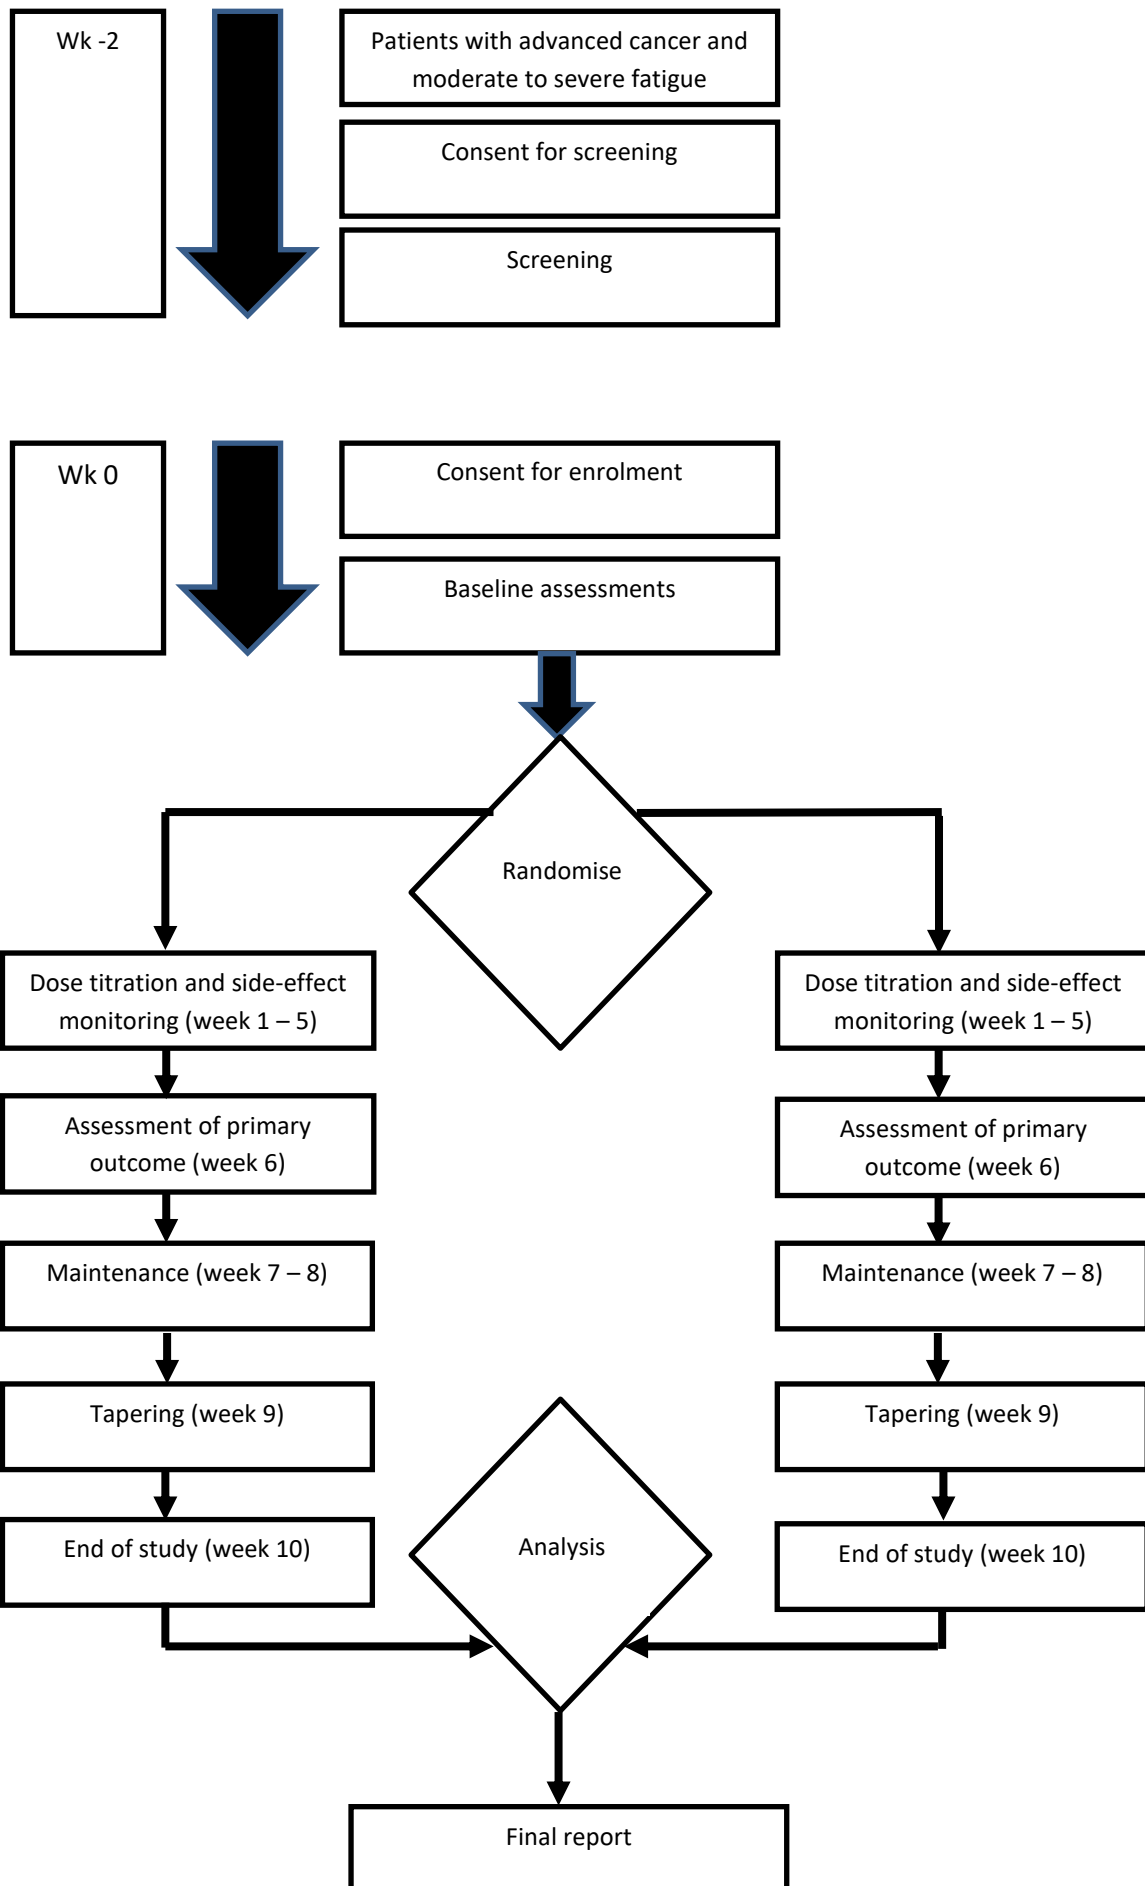 Wk -2
Patients with advanced cancer and
moderate to severe fatigue
Consent for screening
Screening
Wk 0
Consent for enrolment
Baseline assessments
Randomise
Dose titration and side-effect
monitoring (week 1 – 5)
Assessment of primary
outcome (week 6)
Maintenance (week 7 – 8)
Tapering (week 9)
End of study (week 10)
Dose titration and side-effect
monitoring (week 1 – 5)
Assessment of primary
outcome (week 6)
Maintenance (week 7 – 8)
Tapering (week 9)
End of study (week 10)
Analysis
Final report